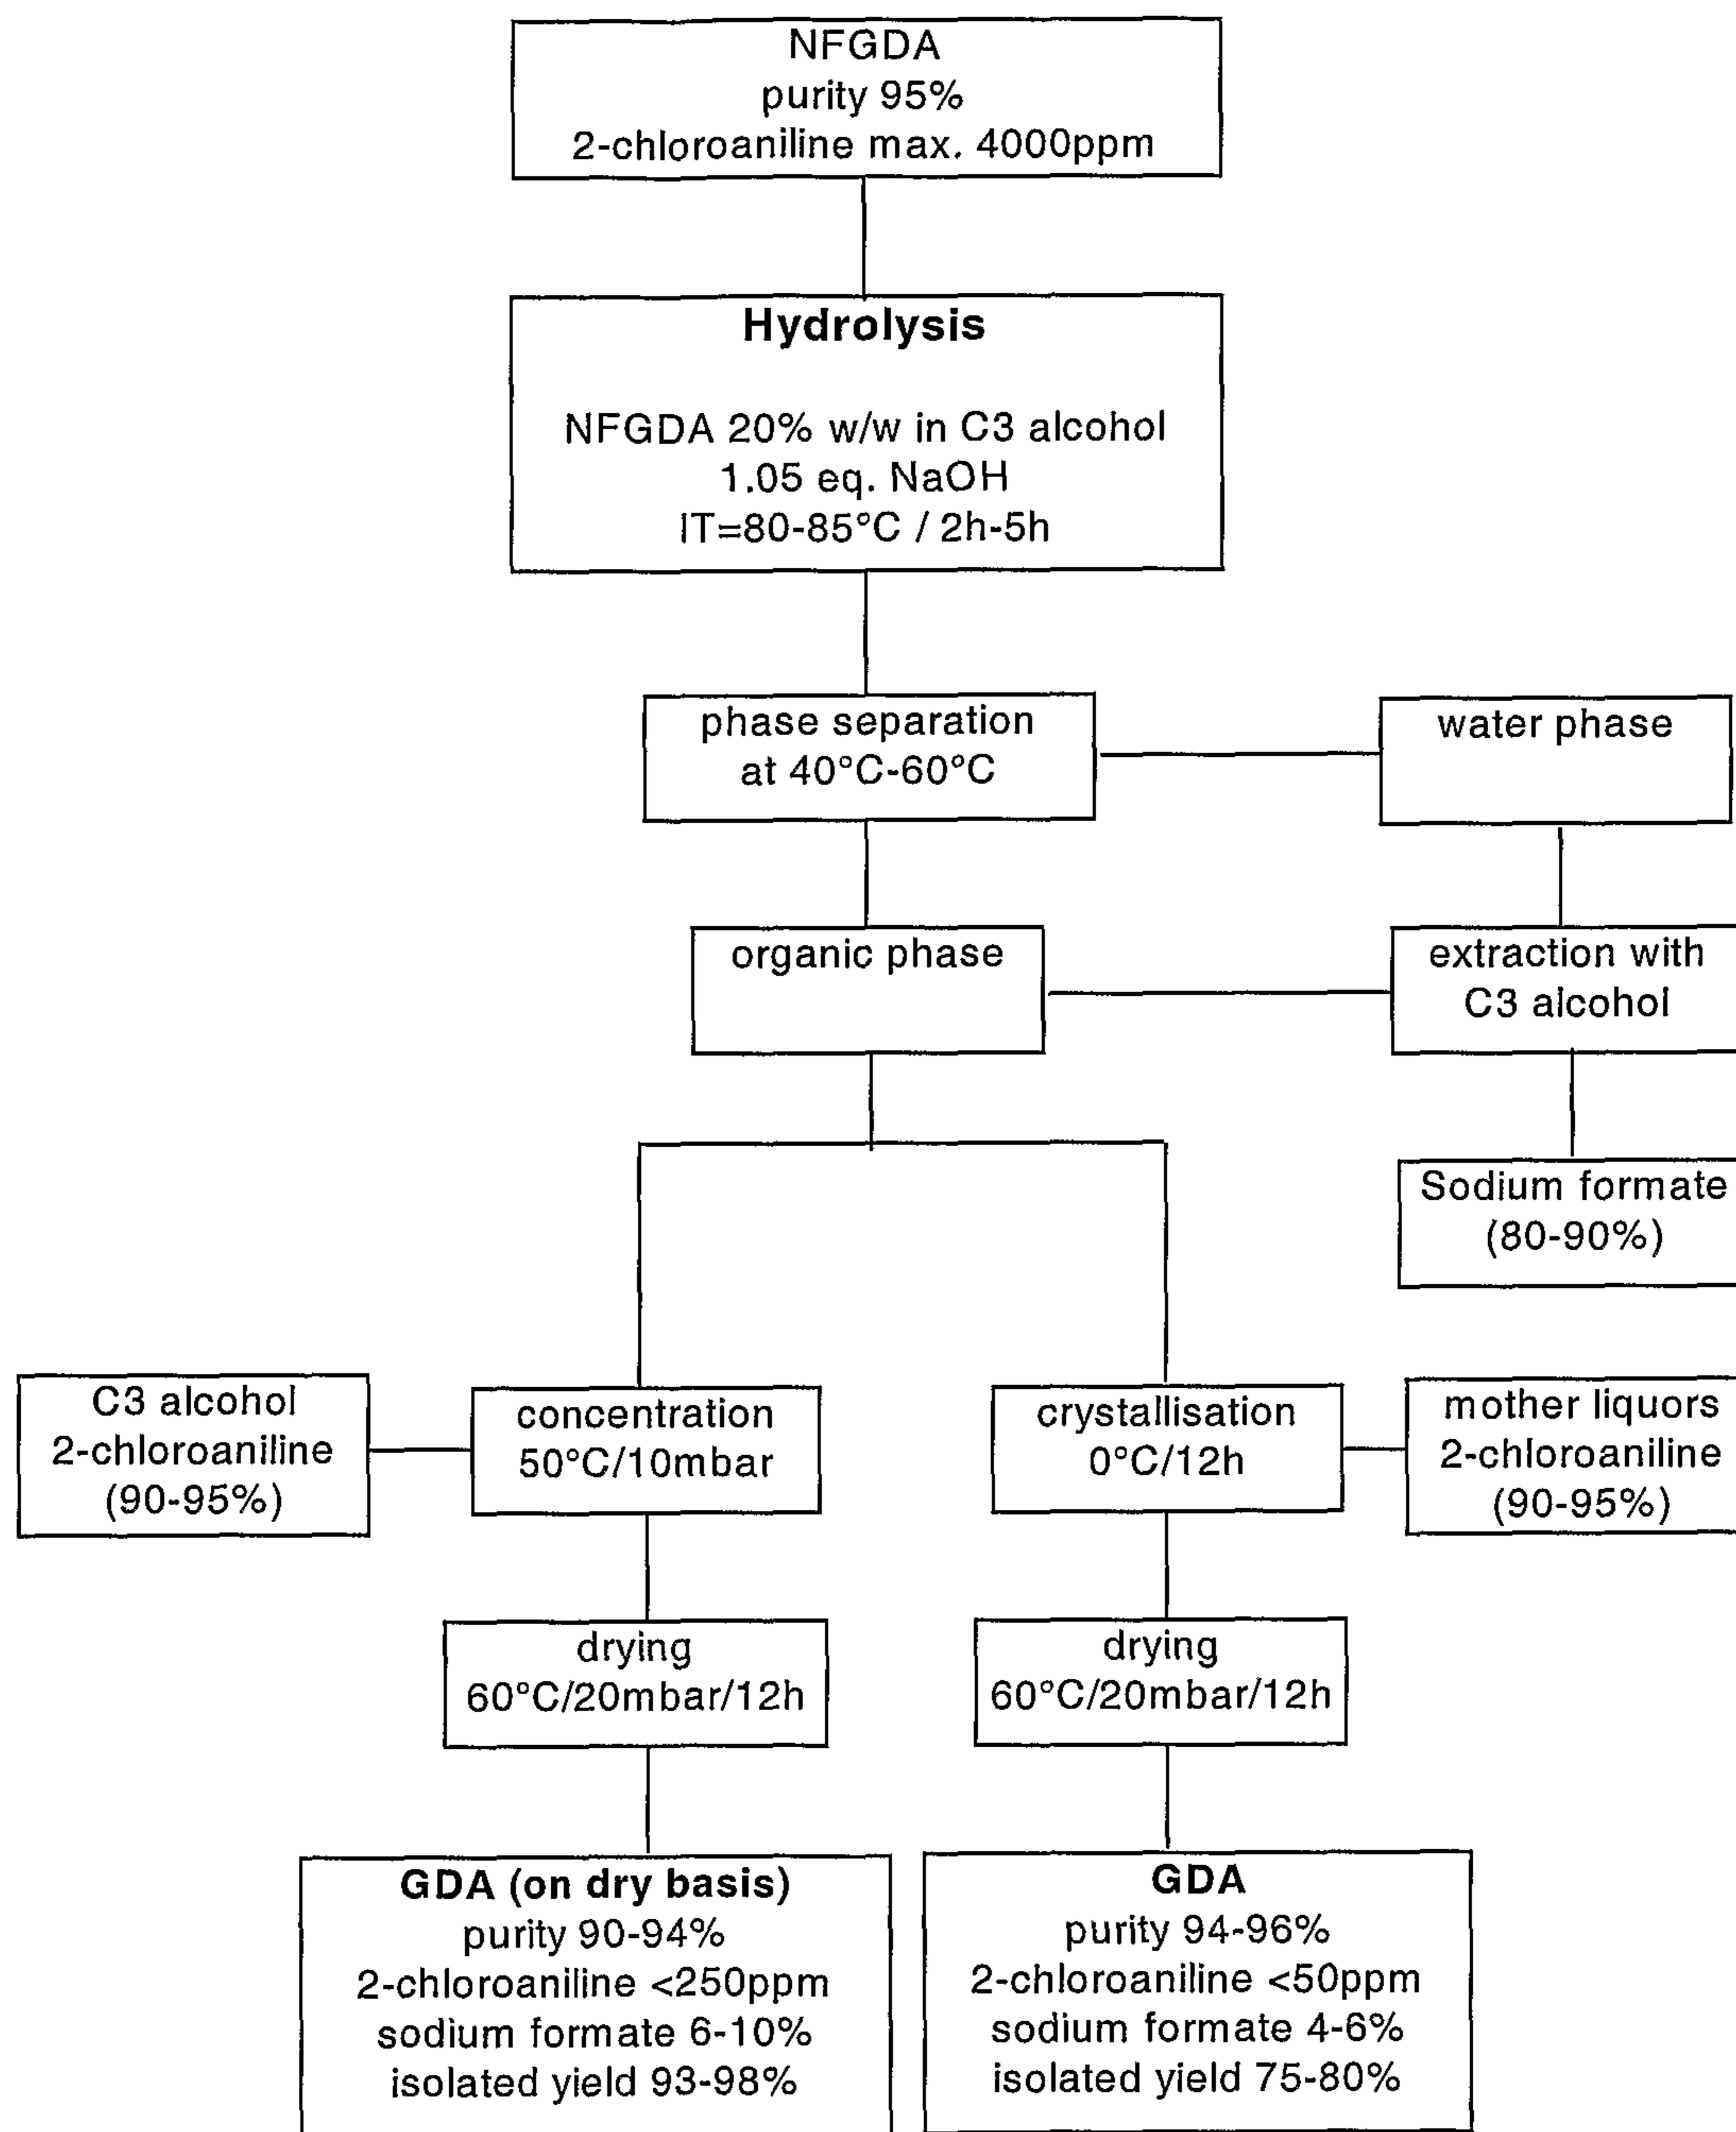 NFGDA
purity 95%
2-chloroaniline max. 4000ppm
Hydrolysis
NFGDA 20% w/w in C3 alcohol
1.05 eq. NaOH
IT=80-85°C / 2h-5h
phase separation
at 40°C-60°C
water phase
organic phase
extraction with
C3 alcohol
Sodium formate
(80-90%)
C3 alcohol
2-chloroaniline
(90-95%)
concentration
50°C/10mbar
crystallisation
0°C/12h
mother liquors
2-chloroaniline
(90-95%)
drying
60°C/20mbar/12h
drying
60°C/20mbar/12h
GDA (on dry basis)
purity 90-94%
2-chloroaniline <250ppm
sodium formate 6-10%
isolated yield 93-98%
GDA
purity 94-96%
2-chloroaniline <50ppm
sodium formate 4-6%
isolated yield 75-80%